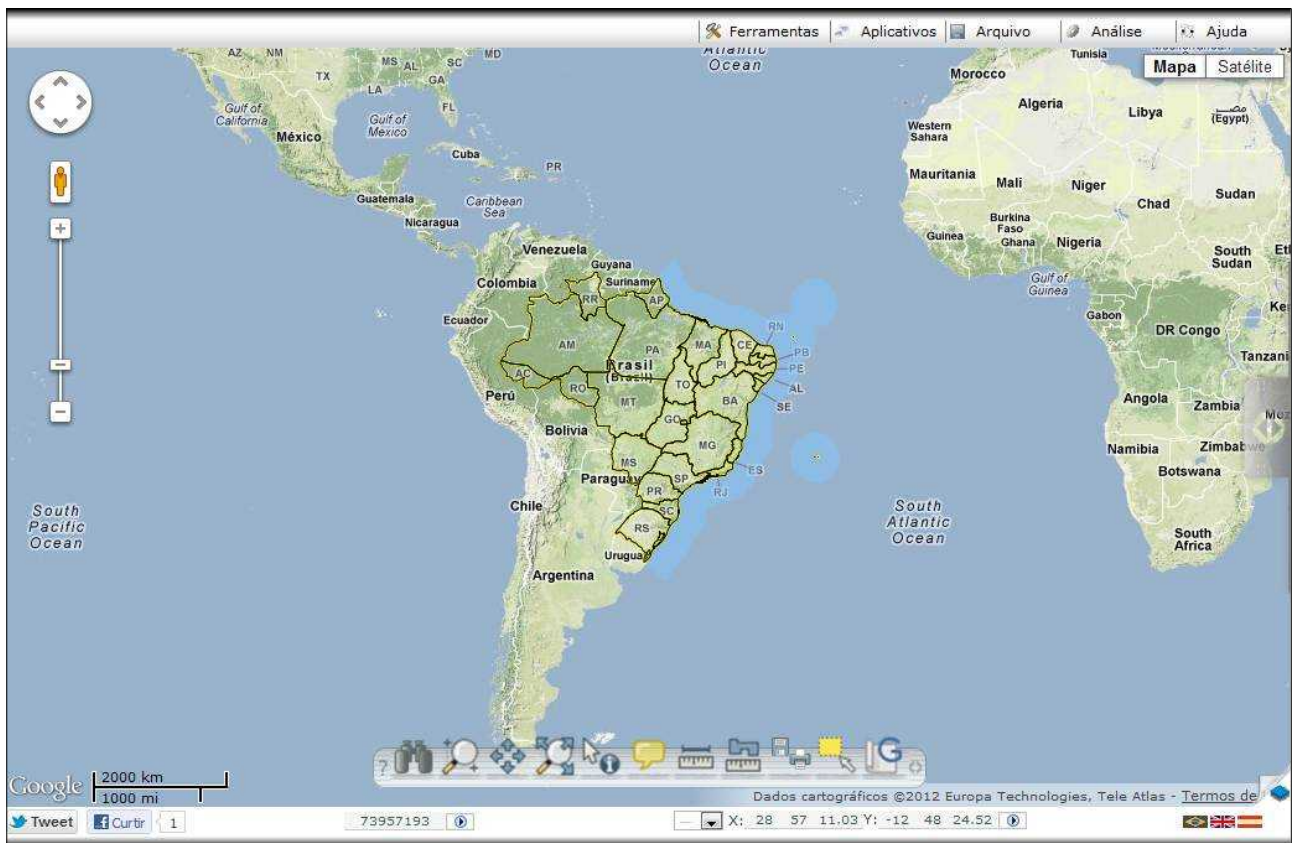 Ferramentas Aplicativos Arquivo Análise Ajuda
Mapa Satélite
AZ NM MS AL SC MD
TX LA GA
FL
Atlantic
Ocean
Morocco
Tunisia
Algeria
Libya
(Egypt)
Western
Sahara
Gulf of
California
México
Gulf of
Mexico
Cuba
PR
Mauritania
Mali
Niger
Chad
Sudan
Guatemala
Caribbean
Sea
Nicaragua
Burkina
Faso
Guinea
Ghana
Nigeria
South
Sudan
Venezuela
Guyana
Suriname
Colombia
Gulf of
Guinea
RR
AP
Ecuador
Gabon
DR Congo
RN
AM
PA
MA
CE
PB
Brasil
(Brazil)
PI
PE
AC
RO
TO
AL
Perú
MT
BA
SE
Angola
Zambia
GO
Bolivia
MG
Namibia
MS
ES
Botswana
Paraguay
SP
RJ
PR
Chile
SC
South
Pacific
Ocean
South
Atlantic
Ocean
RS
South
Africa
Argentina
?
G
Google
2000 km
1000 mi
Dados cartográficos ©2012 Europa Technologies, Tele Atlas - Termos de
Tweet
Curtir 1
73957193
X: 28 57 11.03 Y: -12 48 24.52